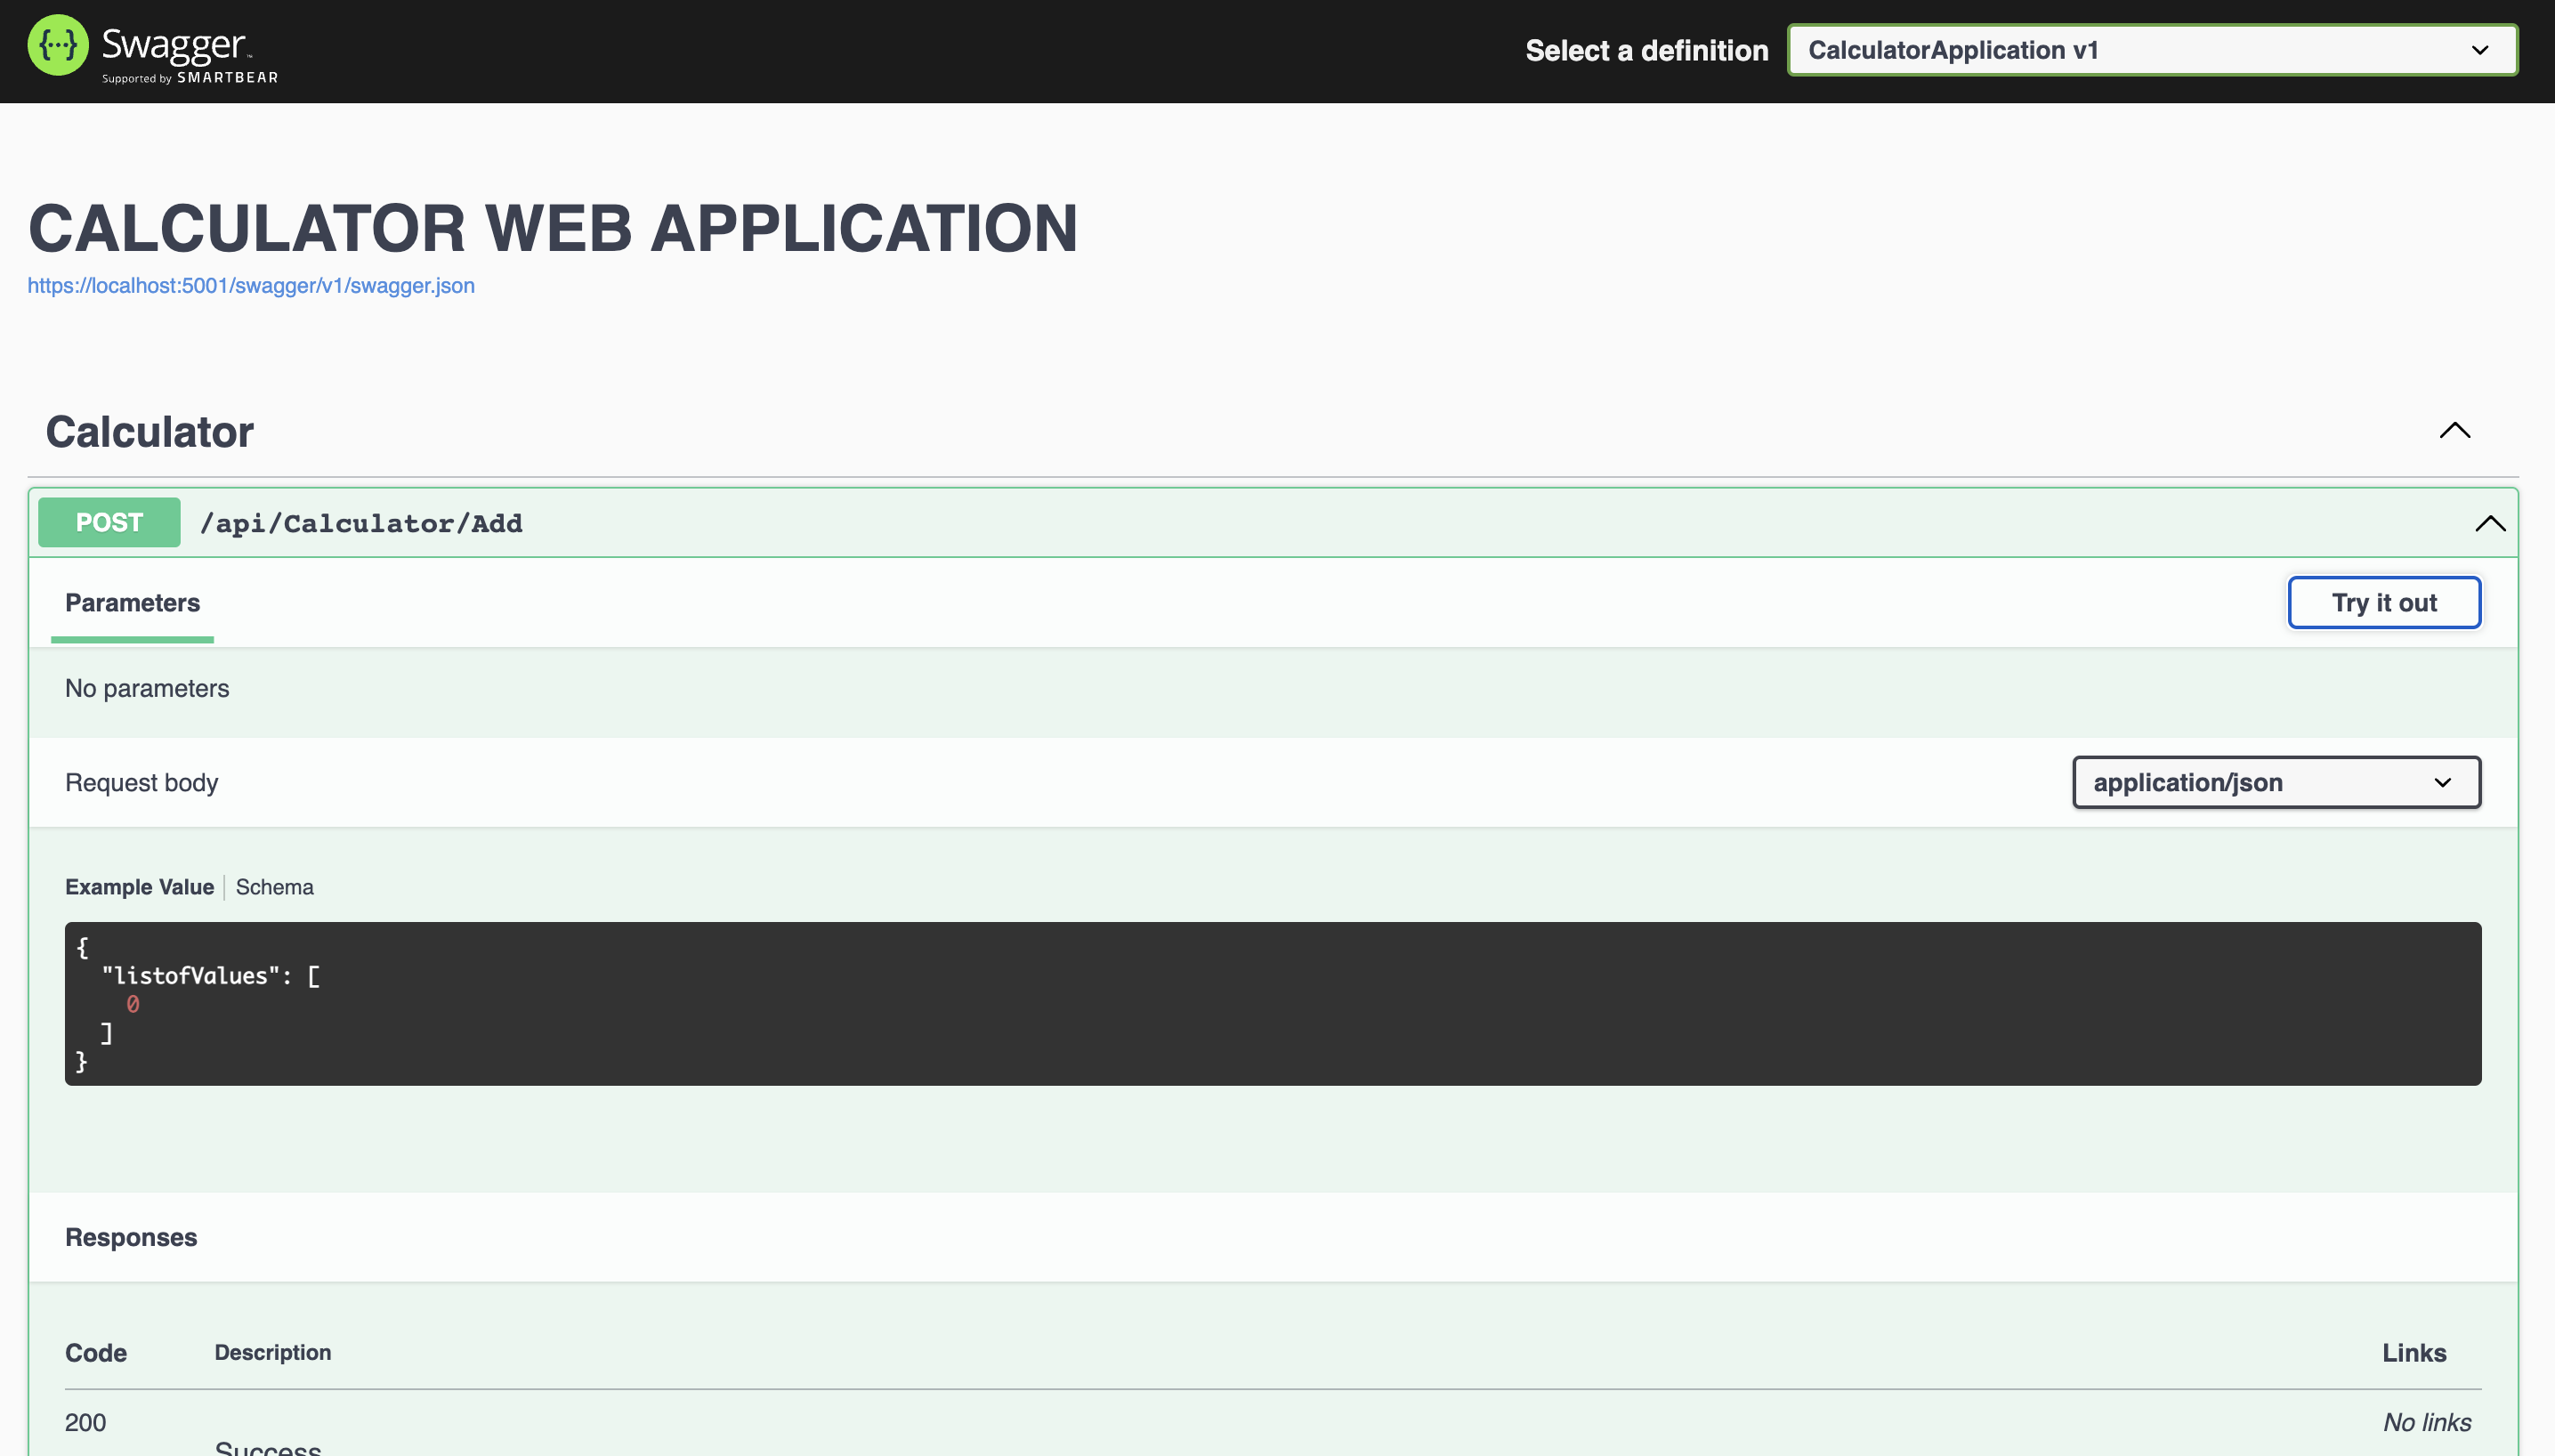 {···} Swagger™
Supported by SMARTBEAR
Select a definition
CalculatorApplication v1
CALCULATOR WEB APPLICATION
https://localhost:5001/swagger/v1/swagger.json
Calculator
POST /api/Calculator/Add
Parameters
Try it out
No parameters
Request body
application/json
Example Value Schema
{
"listofValues": [
0
]
}
Responses
Code Description Links
200 No links
Success